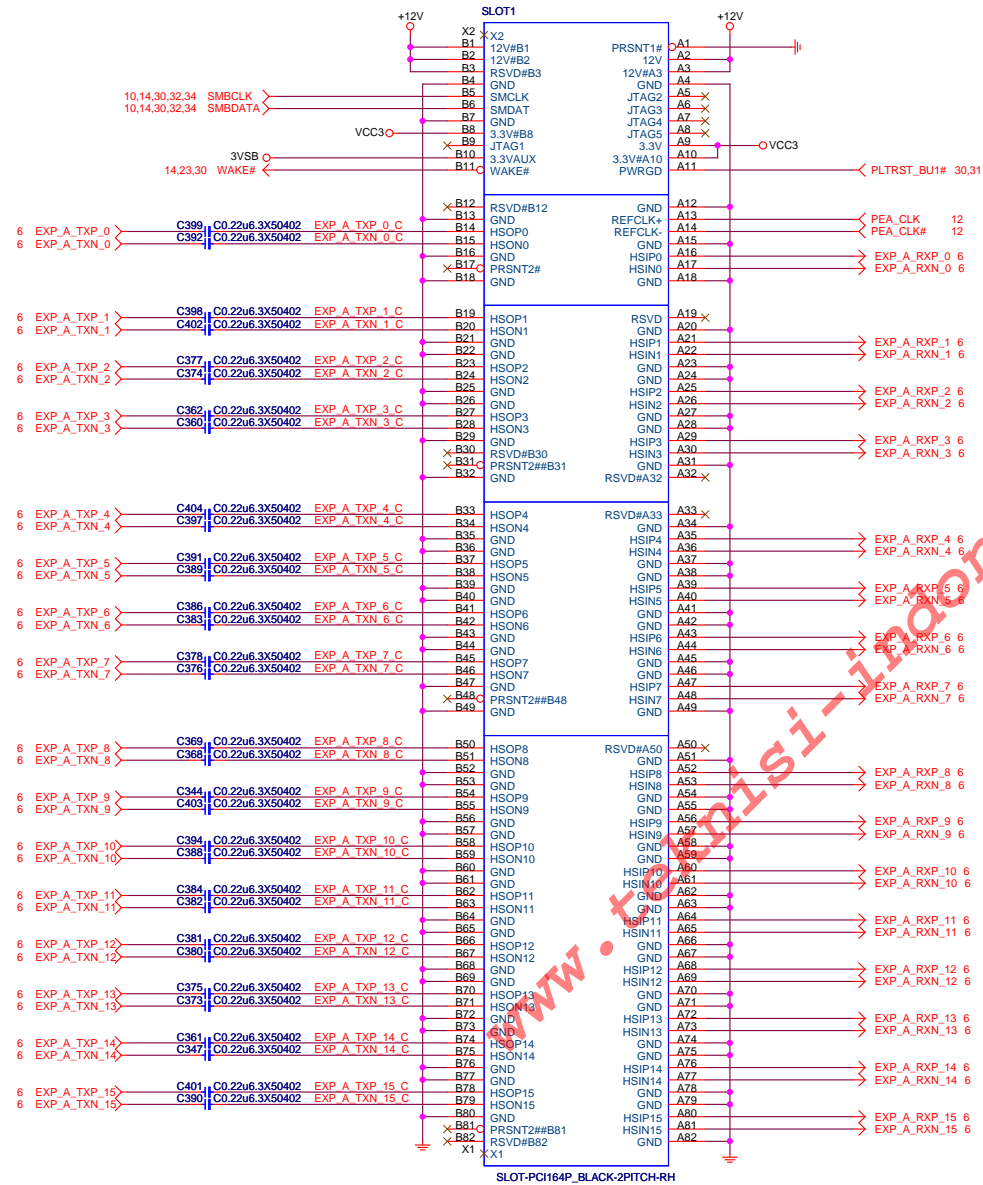 SLOT1
+12V +12V
X2 X2
B1 12V#B1 PRSNT1# A1
B2 12V#B2 12V A2
B3 RSVD#B3 12V#A3 A3
B4 GND GND A4
10,14,30,32,34 SMBCLK B5 SMCLK JTAG2 A5
10,14,30,32,34 SMBDATA B6 SMDAT JTAG3 A6
B7 GND JTAG4 A7
VCC3 B8 3.3V#B8 JTAG5 A8
B9 JTAG1 3.3V A9 VCC3
3VSB B10 3.3VAUX 3.3V#A10 A10
14,23,30 WAKE# B11 WAKE# PWRGD A11 PLTRST_BU1# 30,31
B12 RSVD#B12 GND A12
B13 GND REFCLK+ A13 PEA_CLK 12
6 EXP_A_TXP_0 C399 C0.22u6.3X50402 EXP_A_TXP_0_C B14 HSOP0 REFCLK- A14 PEA_CLK# 12
6 EXP_A_TXN_0 C392 C0.22u6.3X50402 EXP_A_TXN_0_C B15 HSON0 GND A15
B16 GND HSIP0 A16 EXP_A_RXP_0 6
B17 PRSNT2# HSIN0 A17 EXP_A_RXN_0 6
B18 GND GND A18
6 EXP_A_TXP_1 C398 C0.22u6.3X50402 EXP_A_TXP_1_C B19 HSOP1 RSVD A19
6 EXP_A_TXN_1 C402 C0.22u6.3X50402 EXP_A_TXN_1_C B20 HSON1 GND A20
B21 GND HSIP1 A21 EXP_A_RXP_1 6
B22 GND HSIN1 A22 EXP_A_RXN_1 6
6 EXP_A_TXP_2 C377 C0.22u6.3X50402 EXP_A_TXP_2_C B23 HSOP2 GND A23
6 EXP_A_TXN_2 C374 C0.22u6.3X50402 EXP_A_TXN_2_C B24 HSON2 GND A24
B25 GND HSIP2 A25 EXP_A_RXP_2 6
B26 GND HSIN2 A26 EXP_A_RXN_2 6
6 EXP_A_TXP_3 C362 C0.22u6.3X50402 EXP_A_TXP_3_C B27 HSOP3 GND A27
6 EXP_A_TXN_3 C360 C0.22u6.3X50402 EXP_A_TXN_3_C B28 HSON3 GND A28
B29 GND HSIP3 A29 EXP_A_RXP_3 6
B30 RSVD#B30 HSIN3 A30 EXP_A_RXN_3 6
B31 PRSNT2##B31 GND A31
B32 GND RSVD#A32 A32
6 EXP_A_TXP_4 C404 C0.22u6.3X50402 EXP_A_TXP_4_C B33 HSOP4 RSVD#A33 A33
6 EXP_A_TXN_4 C397 C0.22u6.3X50402 EXP_A_TXN_4_C B34 HSON4 GND A34
B35 GND HSIP4 A35 EXP_A_RXP_4 6
B36 GND HSIN4 A36 EXP_A_RXN_4 6
6 EXP_A_TXP_5 C391 C0.22u6.3X50402 EXP_A_TXP_5_C B37 HSOP5 GND A37
6 EXP_A_TXN_5 C389 C0.22u6.3X50402 EXP_A_TXN_5_C B38 HSON5 GND A38
B39 GND HSIP5 A39 EXP_A_RXP_5 6
B40 GND HSIN5 A40 EXP_A_RXN_5 6
6 EXP_A_TXP_6 C386 C0.22u6.3X50402 EXP_A_TXP_6_C B41 HSOP6 GND A41
6 EXP_A_TXN_6 C383 C0.22u6.3X50402 EXP_A_TXN_6_C B42 HSON6 GND A42
B43 GND HSIP6 A43 EXP_A_RXP_6 6
B44 GND HSIN6 A44 EXP_A_RXN_6 6
6 EXP_A_TXP_7 C378 C0.22u6.3X50402 EXP_A_TXP_7_C B45 HSOP7 GND A45
6 EXP_A_TXN_7 C376 C0.22u6.3X50402 EXP_A_TXN_7_C B46 HSON7 GND A46
B47 GND HSIP7 A47 EXP_A_RXP_7 6
B48 PRSNT2##B48 HSIN7 A48 EXP_A_RXN_7 6
B49 GND GND A49
6 EXP_A_TXP_8 C369 C0.22u6.3X50402 EXP_A_TXP_8_C B50 HSOP8 RSVD#A50 A50
6 EXP_A_TXN_8 C368 C0.22u6.3X50402 EXP_A_TXN_8_C B51 HSON8 GND A51
B52 GND HSIP8 A52 EXP_A_RXP_8 6
B53 GND HSIN8 A53 EXP_A_RXN_8 6
6 EXP_A_TXP_9 C344 C0.22u6.3X50402 EXP_A_TXP_9_C B54 HSOP9 GND A54
6 EXP_A_TXN_9 C403 C0.22u6.3X50402 EXP_A_TXN_9_C B55 HSON9 GND A55
B56 GND HSIP9 A56 EXP_A_RXP_9 6
B57 GND HSIN9 A57 EXP_A_RXN_9 6
6 EXP_A_TXP_10 C394 C0.22u6.3X50402 EXP_A_TXP_10_C B58 HSOP10 GND A58
6 EXP_A_TXN_10 C388 C0.22u6.3X50402 EXP_A_TXN_10_C B59 HSON10 GND A59
B60 GND HSIP10 A60 EXP_A_RXP_10 6
B61 GND HSIN10 A61 EXP_A_RXN_10 6
6 EXP_A_TXP_11 C384 C0.22u6.3X50402 EXP_A_TXP_11_C B62 HSOP11 GND A62
6 EXP_A_TXN_11 C382 C0.22u6.3X50402 EXP_A_TXN_11_C B63 HSON11 GND A63
B64 GND HSIP11 A64 EXP_A_RXP_11 6
B65 GND HSIN11 A65 EXP_A_RXN_11 6
6 EXP_A_TXP_12 C381 C0.22u6.3X50402 EXP_A_TXP_12_C B66 HSOP12 GND A66
6 EXP_A_TXN_12 C380 C0.22u6.3X50402 EXP_A_TXN_12_C B67 HSON12 GND A67
B68 GND HSIP12 A68 EXP_A_RXP_12 6
B69 GND HSIN12 A69 EXP_A_RXN_12 6
6 EXP_A_TXP_13 C375 C0.22u6.3X50402 EXP_A_TXP_13_C B70 HSOP13 GND A70
6 EXP_A_TXN_13 C373 C0.22u6.3X50402 EXP_A_TXN_13_C B71 HSON13 GND A71
B72 GND HSIP13 A72 EXP_A_RXP_13 6
B73 GND HSIN13 A73 EXP_A_RXN_13 6
6 EXP_A_TXP_14 C361 C0.22u6.3X50402 EXP_A_TXP_14_C B74 HSOP14 GND A74
6 EXP_A_TXN_14 C347 C0.22u6.3X50402 EXP_A_TXN_14_C B75 HSON14 GND A75
B76 GND HSIP14 A76 EXP_A_RXP_14 6
B77 GND HSIN14 A77 EXP_A_RXN_14 6
6 EXP_A_TXP_15 C401 C0.22u6.3X50402 EXP_A_TXP_15_C B78 HSOP15 GND A78
6 EXP_A_TXN_15 C390 C0.22u6.3X50402 EXP_A_TXN_15_C B79 HSON15 GND A79
B80 GND HSIP15 A80 EXP_A_RXP_15 6
B81 PRSNT2##B81 HSIN15 A81 EXP_A_RXN_15 6
B82 RSVD#B82 GND A82
X1 X1
SLOT-PCI164P_BLACK-2PITCH-RH
www.teknisi-indo